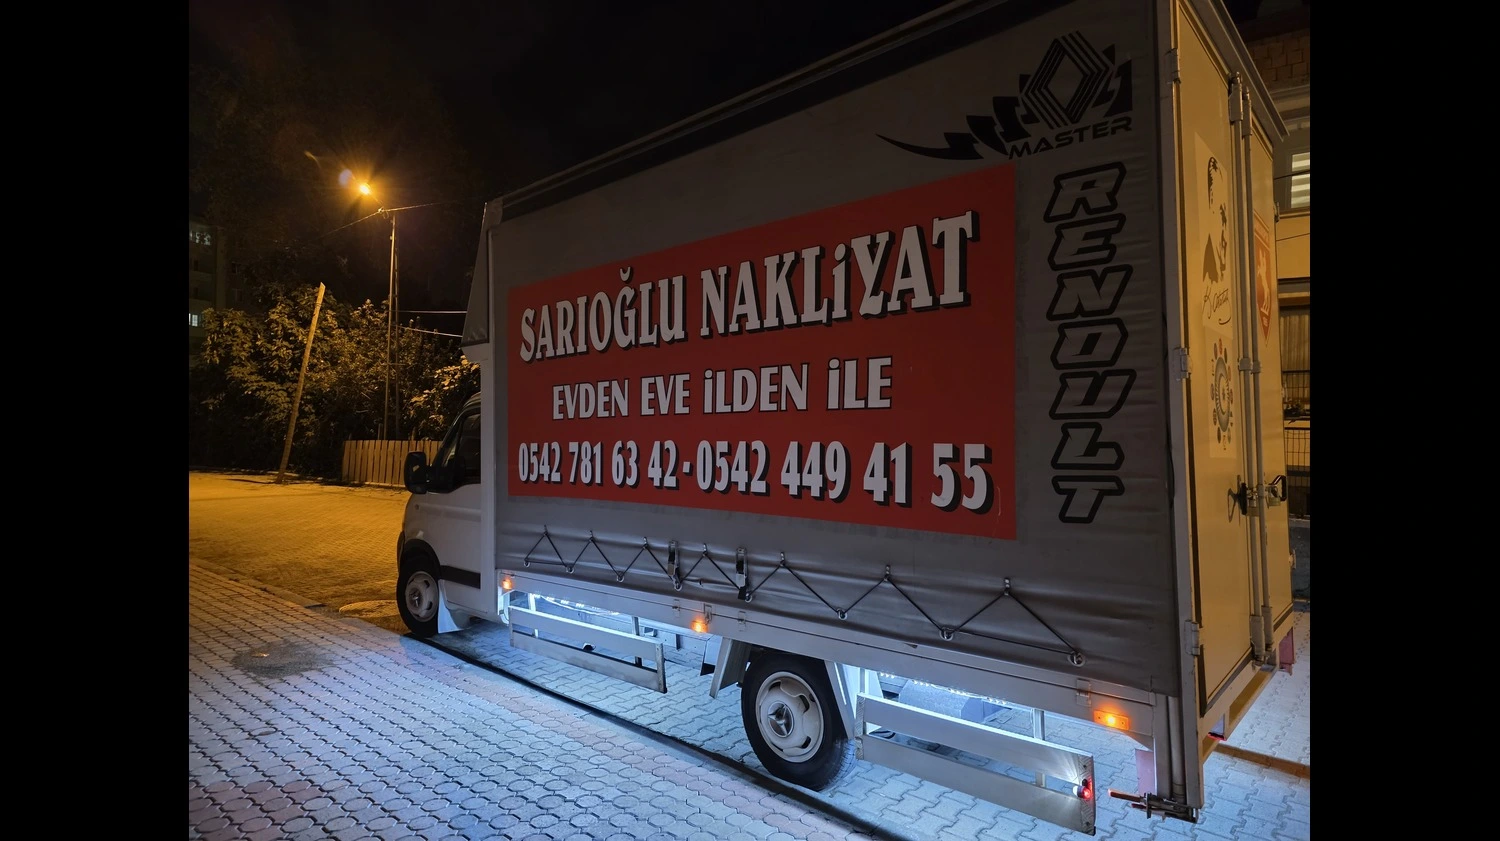 SARIOĞLU NAKLİYAT
EVDEN EVE İLDEN İLE
0542 781 63 42-0542 449 41 55
MASTER
RENAULT